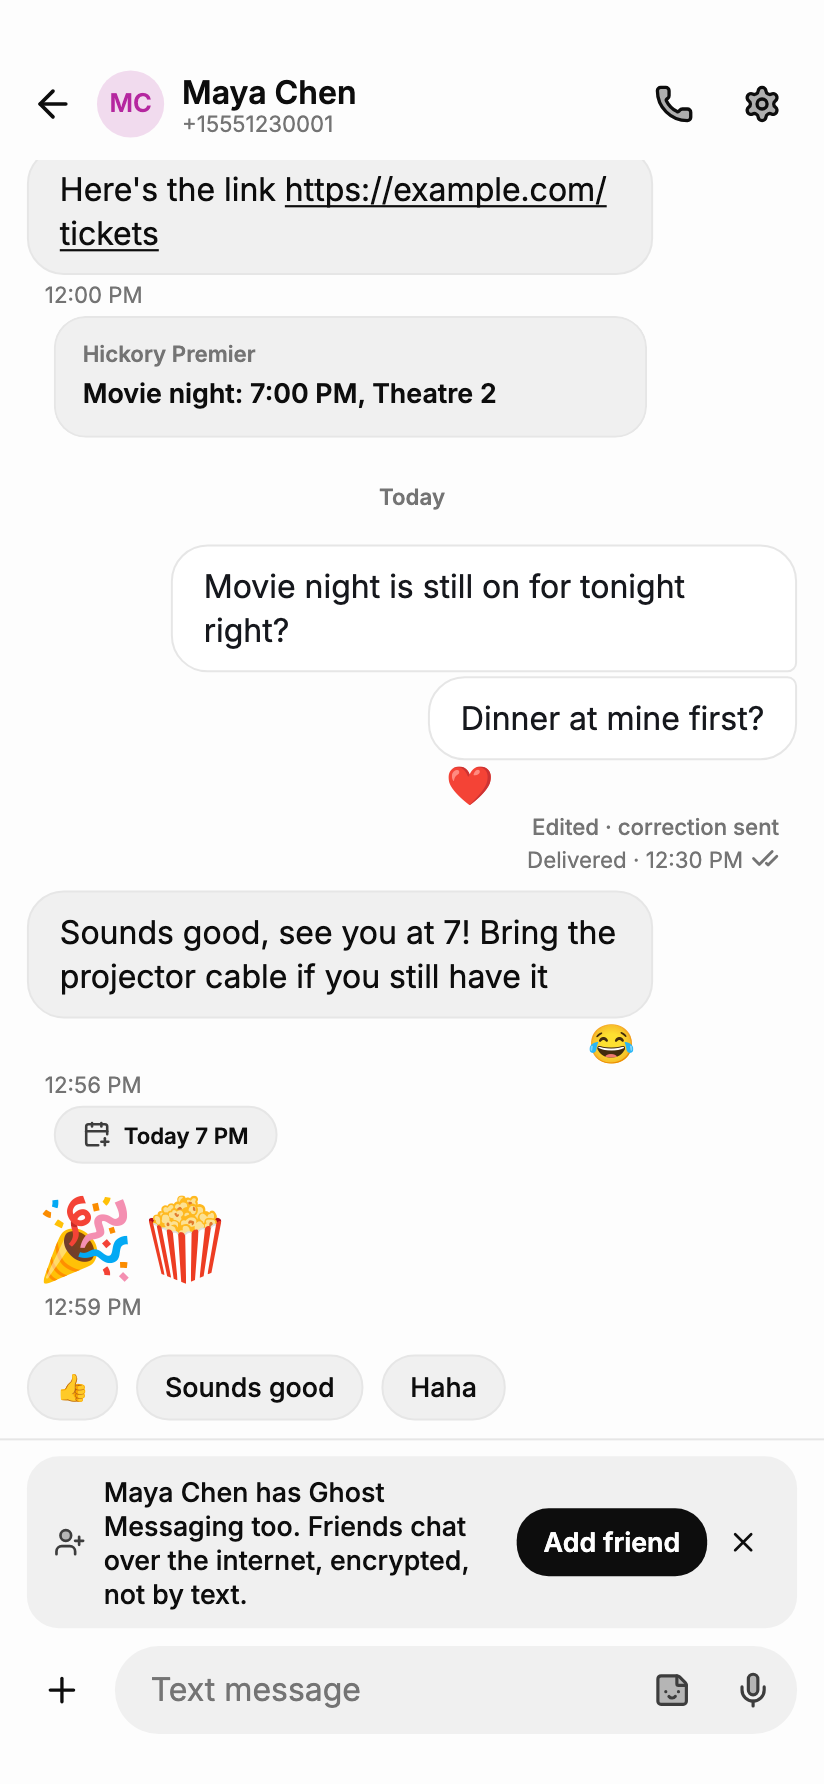 MC
Maya Chen
+15551230001
Here's the link https://example.com/
tickets
12:00 PM
Hickory Premier
Movie night: 7:00 PM, Theatre 2
Today
Movie night is still on for tonight
right?
Dinner at mine first?
❤️
Edited · correction sent
Delivered · 12:30 PM
Sounds good, see you at 7! Bring the
projector cable if you still have it
😂
12:56 PM
Today 7 PM
🎉🍿
12:59 PM
👍
Sounds good
Haha
Maya Chen has Ghost
Messaging too. Friends chat
over the internet, encrypted,
not by text.
Add friend
Text message